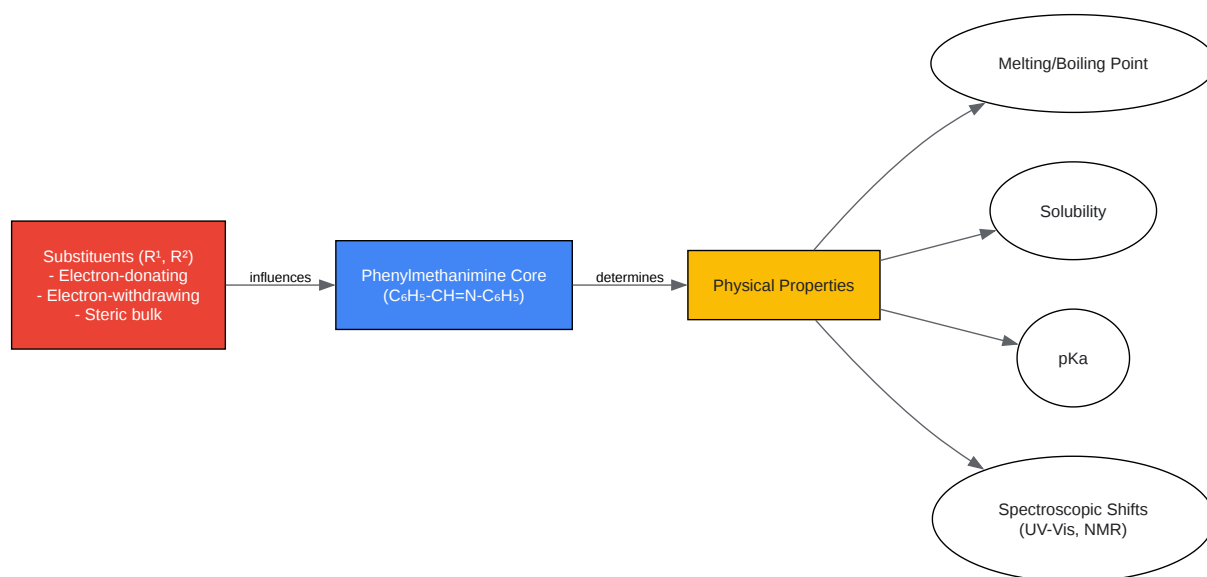 Substituents (R¹, R²)
- Electron-donating
- Electron-withdrawing
- Steric bulk
influences
Phenylmethanimine Core
(C₆H₅-CH=N-C₆H₅)
determines
Physical Properties
Melting/Boiling Point
Solubility
pKa
Spectroscopic Shifts
(UV-Vis, NMR)